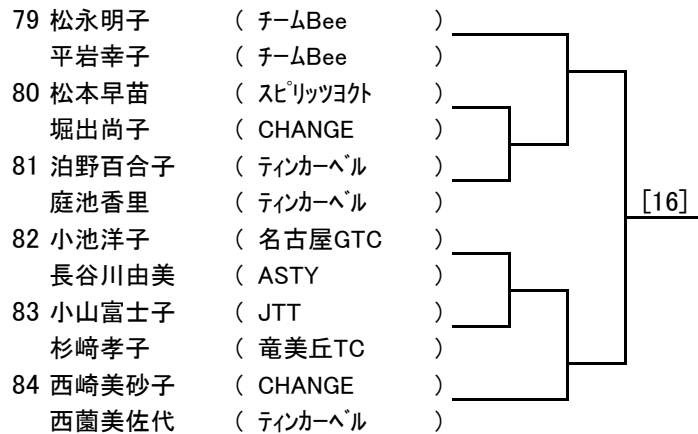 79 松永明子 ( ﾁｰﾑBee )
平岩幸子 ( ﾁｰﾑBee )
80 松本早苗 ( ｽﾋﾟﾘｯﾂヨクト )
堀出尚子 ( CHANGE )
81 泊野百合子 ( ティンカーベル )
庭池香里 ( ティンカーベル )
[16]
82 小池洋子 ( 名古屋GTC )
長谷川由美 ( ASTY )
83 小山富士子 ( JTT )
杉﨑孝子 ( 竜美丘TC )
84 西崎美砂子 ( CHANGE )
西薗美佐代 ( ティンカーベル )